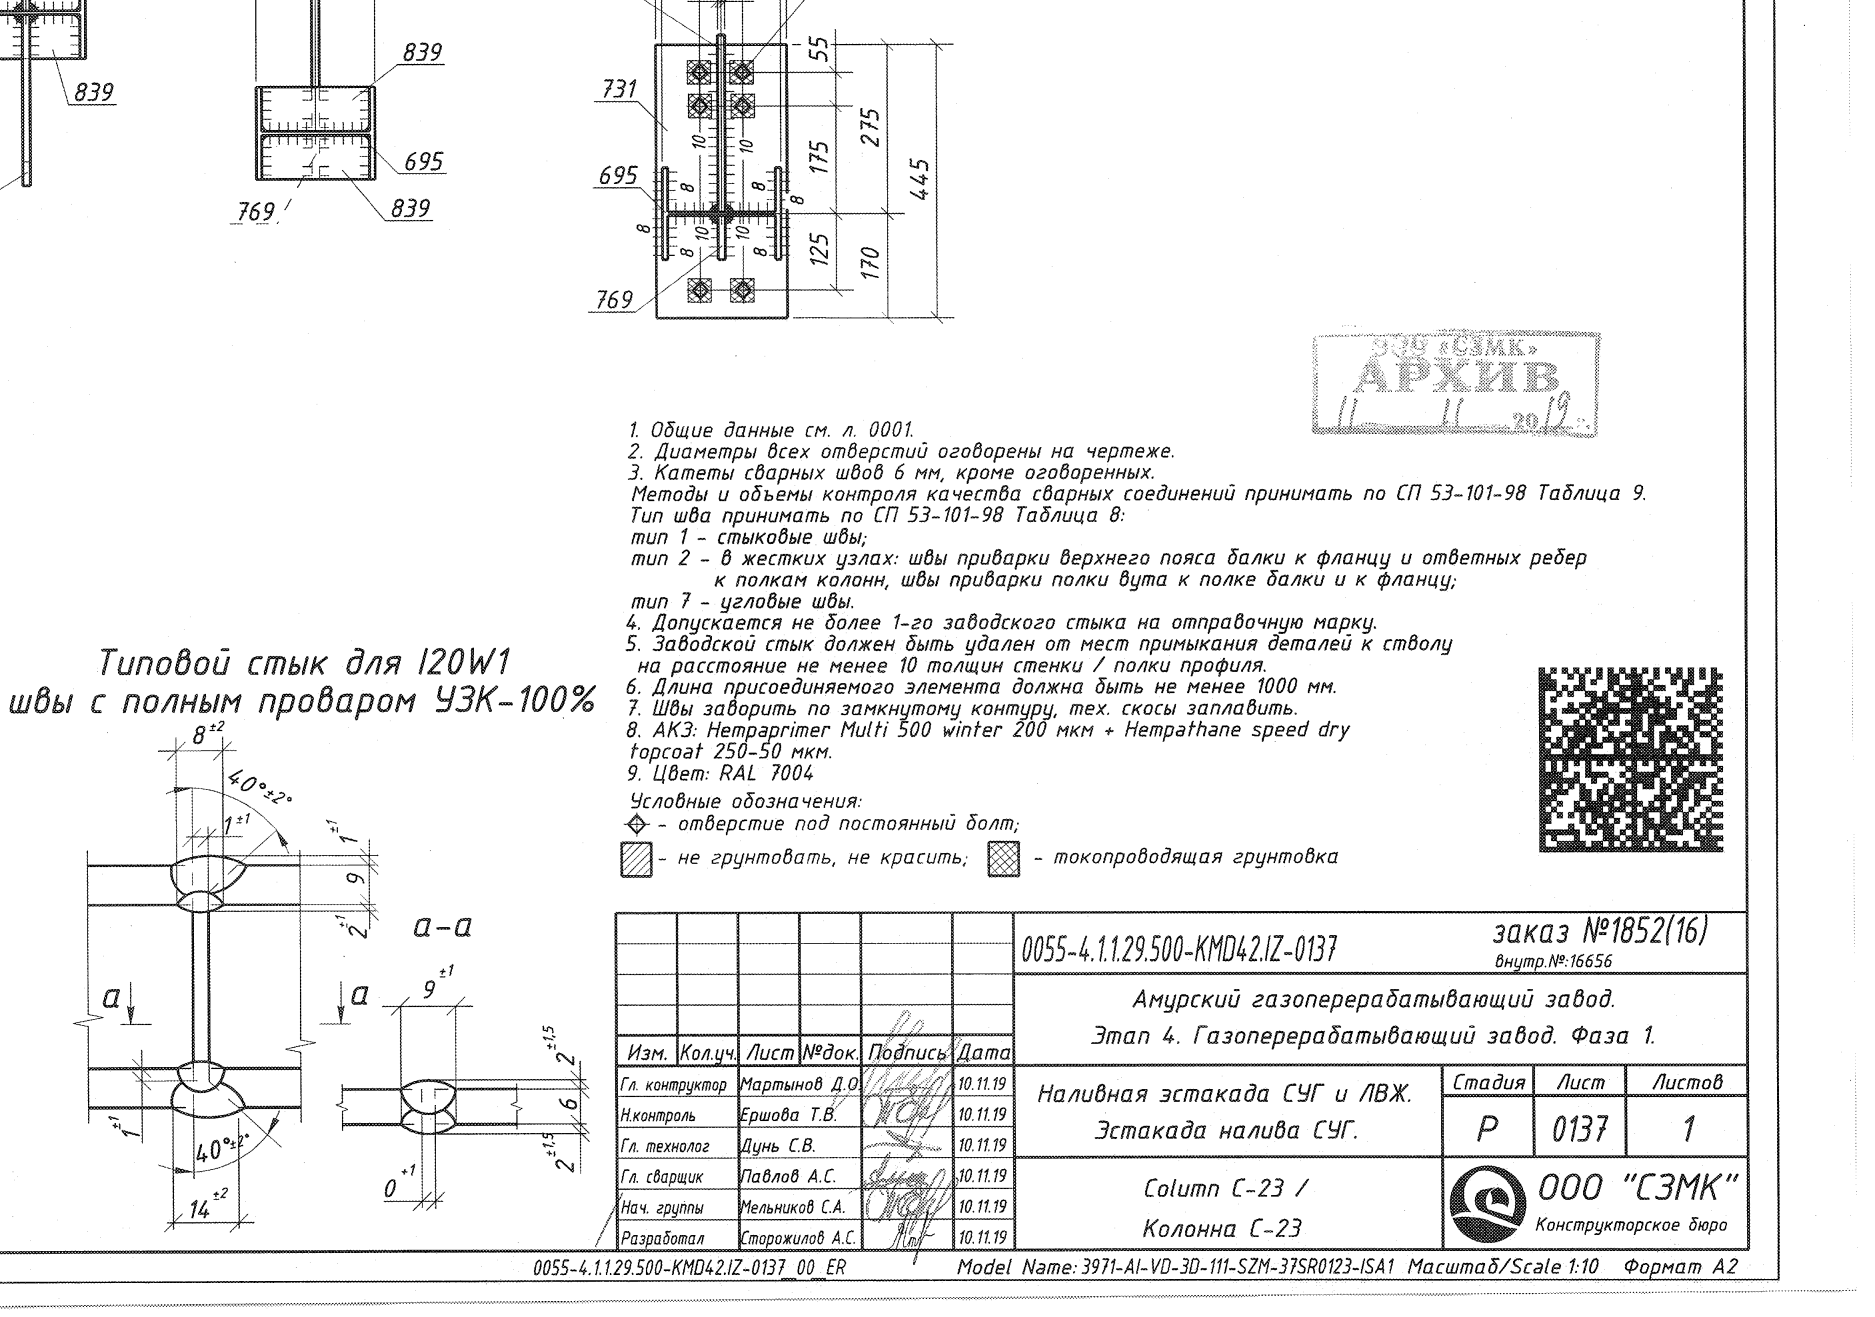 839
839
839
695
769
839
731
695
769
55
175
275
445
125
170
10
10
8
8
8
8
8
8
10
10
939 «СЗМК»
АРХИВ
11 11 2019 г.
1. Общие данные см. л. 0001.
2. Диаметры всех отверстий оговорены на чертеже.
3. Катеты сварных швов 6 мм, кроме оговоренных.
Методы и объемы контроля качества сварных соединений принимать по СП 53-101-98 Таблица 9.
Тип шва принимать по СП 53-101-98 Таблица 8:
тип 1 - стыковые швы;
тип 2 - в жестких узлах: швы приварки верхнего пояса балки к фланцу и ответных ребер
к полкам колонн, швы приварки полки вута к полке балки и к фланцу;
тип 7 - угловые швы.
4. Допускается не более 1-го заводского стыка на отправочную марку.
5. Заводской стык должен быть удален от мест примыкания деталей к стволу
на расстояние не менее 10 толщин стенки / полки профиля.
6. Длина присоединяемого элемента должна быть не менее 1000 мм.
7. Швы заворить по замкнутому контуру, тех. скосы заплавить.
8. АКЗ: Hempaprimer Multi 500 winter 200 мкм + Hempathane speed dry
topcoat 250-50 мкм.
9. Цвет: RAL 7004
Условные обозначения:
- отверстие под постоянный болт;
- не грунтовать, не красить; - токопроводящая грунтовка
Типовой стык для I20W1
швы с полным проваром УЗК-100%
8±2
40°±2°
1±1
1±1
9
2±1
а а
1±1
40°±2°
14±2
а-а
9±1
2±1,5
6
2±1,5
0+1
0055-4.1.1.29.500-KMD42.IZ-0137 заказ №1852(16)
внутр.№:16656
Амурский газоперерабатывающий завод.
Этап 4. Газоперерабатывающий завод. Фаза 1.
Изм. Кол.уч. Лист №док. Подпись Дата
Гл. контруктор Мартынов Д.О. 10.11.19
Н.контроль Ершова Т.В. 10.11.19
Гл. технолог Дунь С.В. 10.11.19
Гл. сварщик Павлов А.С. 10.11.19
Нач. группы Мельников С.А. 10.11.19
Разработал Сторожилов А.С. 10.11.19
Наливная эстакада СУГ и ЛВЖ.
Эстакада налива СУГ.
Стадия Лист Листов
Р 0137 1
Column C-23 /
Колонна С-23
ООО "СЗМК"
Конструкторское бюро
0055-4.1.1.29.500-KMD42.IZ-0137_00_ER Model Name: 3971-AI-VD-3D-111-SZM-37SR0123-ISA1 Масштаб/Scale 1:10 Формат А2